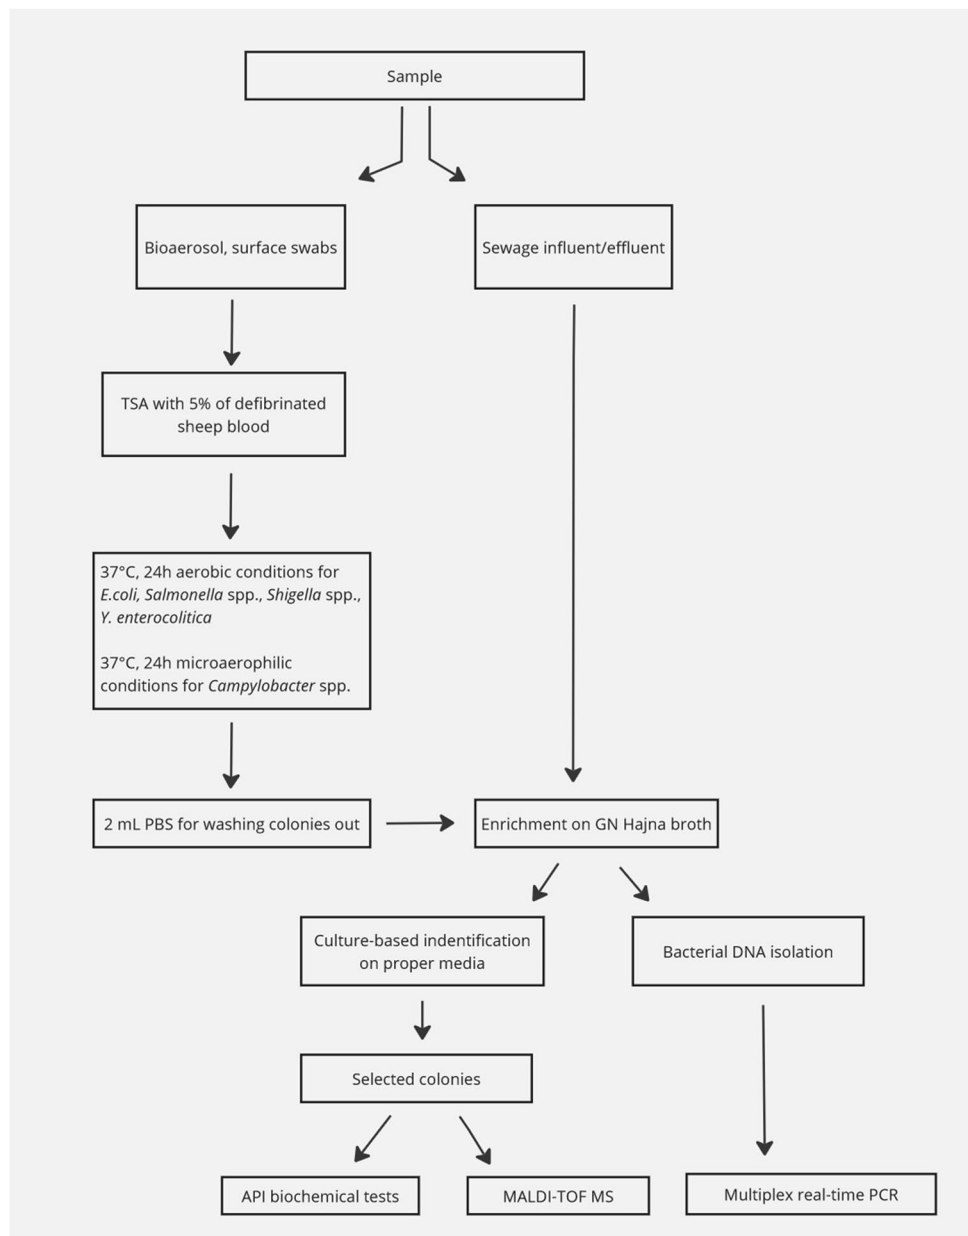 Sample
Bioaerosol, surface swabs
Sewage influent/effluent
TSA with 5% of defibrinated
sheep blood
37°C, 24h aerobic conditions for
E.coli, Salmonella spp., Shigella spp.,
Y. enterocolitica
37°C, 24h microaerophilic
conditions for Campylobacter spp.
2 mL PBS for washing colonies out
Enrichment on GN Hajna broth
Culture-based indentification
on proper media
Bacterial DNA isolation
Selected colonies
API biochemical tests
MALDI-TOF MS
Multiplex real-time PCR